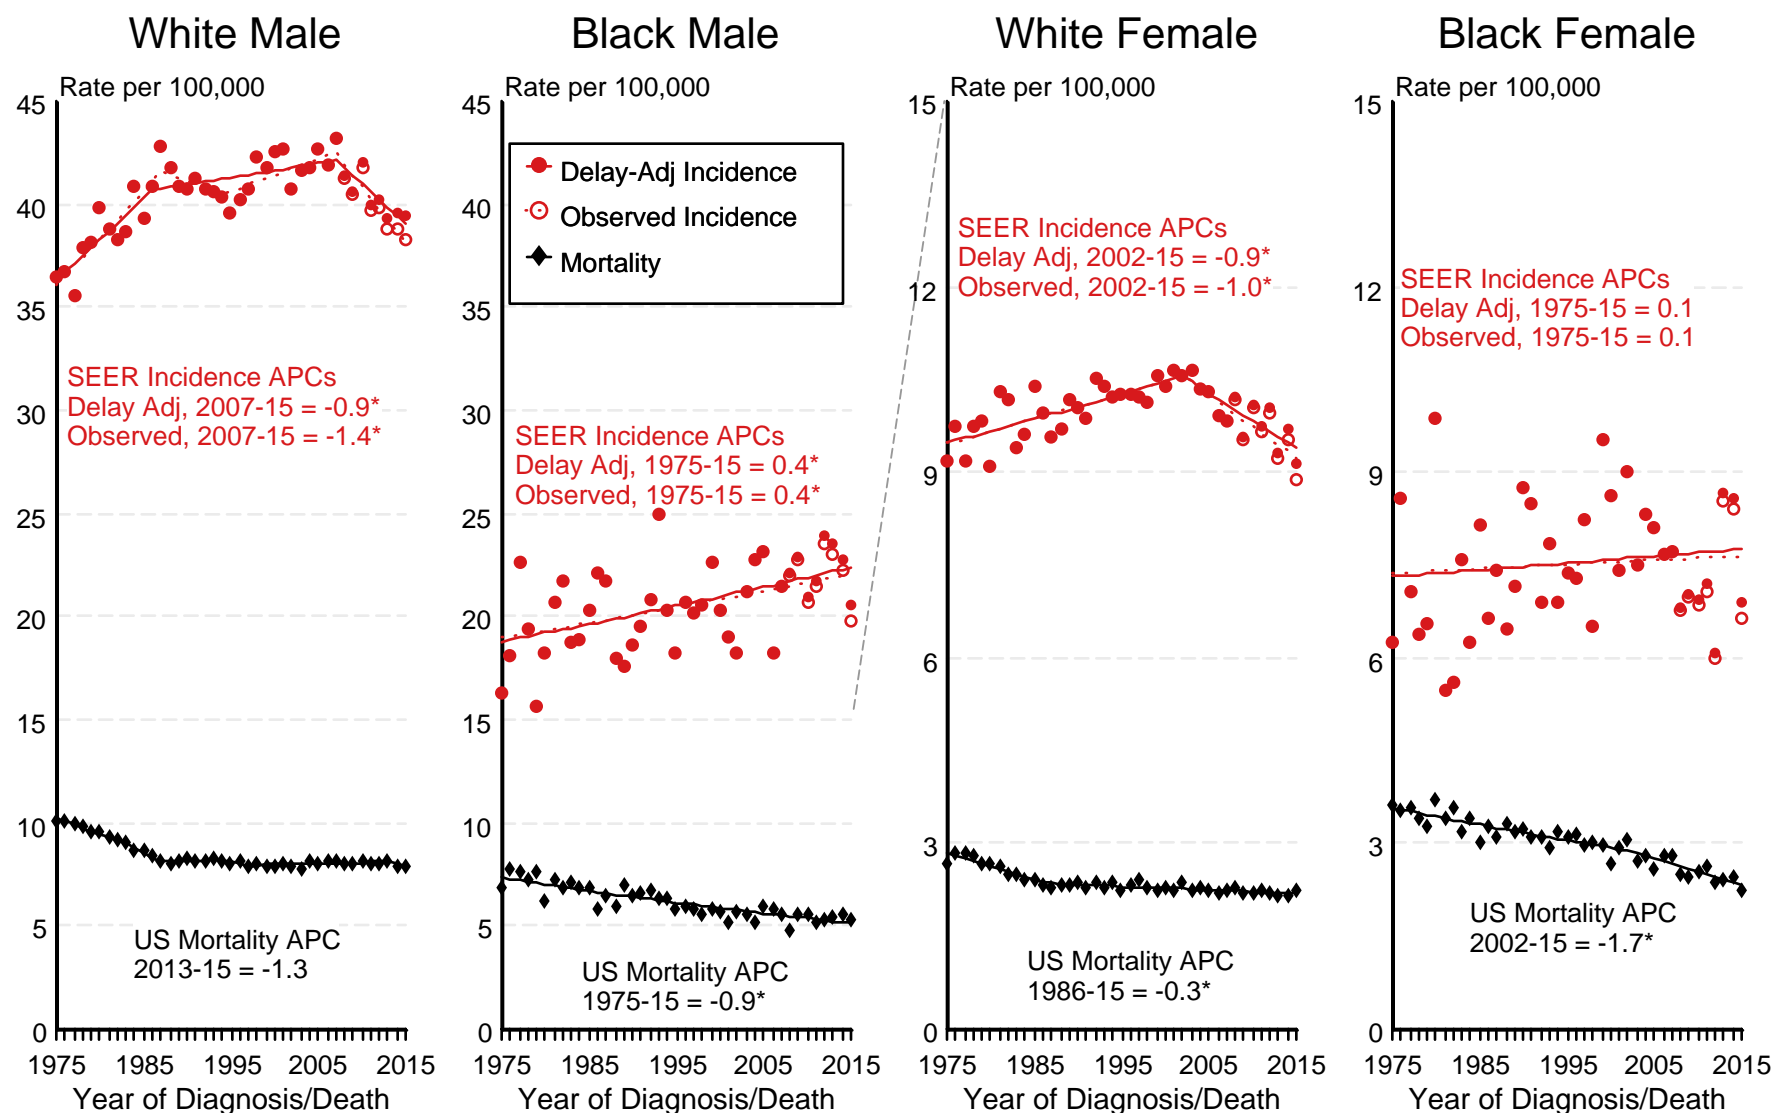 White Male
Rate per 100,000
45
40
35
30
25
20
15
10
5
0
SEER Incidence APCs
Delay Adj, 2007-15 = -0.9*
Observed, 2007-15 = -1.4*
US Mortality APC
2013-15 = -1.3
1975 1985 1995 2005 2015
Year of Diagnosis/Death
Black Male
Rate per 100,000
45
40
35
30
25
20
15
10
5
0
Delay-Adj Incidence
Observed Incidence
Mortality
SEER Incidence APCs
Delay Adj, 1975-15 = 0.4*
Observed, 1975-15 = 0.4*
US Mortality APC
1975-15 = -0.9*
1975 1985 1995 2005 2015
Year of Diagnosis/Death
White Female
Rate per 100,000
15
12
9
6
3
0
SEER Incidence APCs
Delay Adj, 2002-15 = -0.9*
Observed, 2002-15 = -1.0*
US Mortality APC
1986-15 = -0.3*
1975 1985 1995 2005 2015
Year of Diagnosis/Death
Black Female
Rate per 100,000
15
12
9
6
3
0
SEER Incidence APCs
Delay Adj, 1975-15 = 0.1
Observed, 1975-15 = 0.1
US Mortality APC
2002-15 = -1.7*
1975 1985 1995 2005 2015
Year of Diagnosis/Death